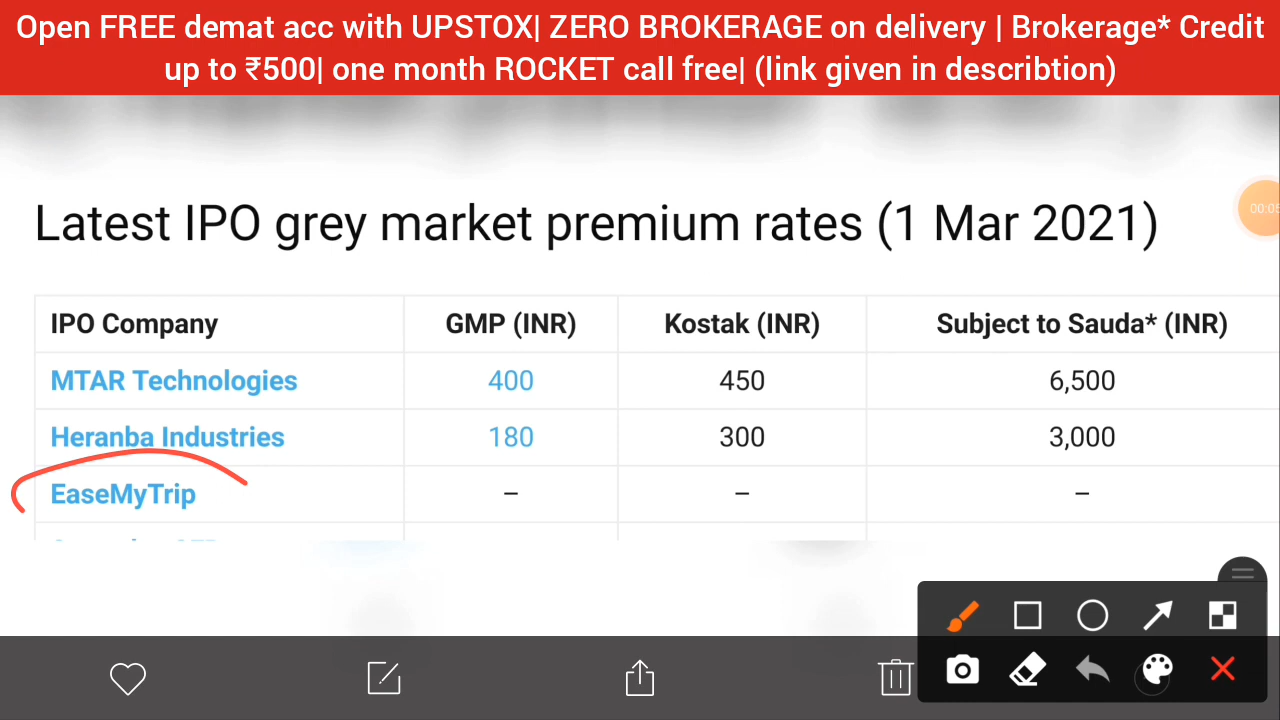 Open FREE demat acc with UPSTOX| ZERO BROKERAGE on delivery | Brokerage* Credit
up to ₹500| one month ROCKET call free| (link given in describtion)
Latest IPO grey market premium rates (1 Mar 2021)
IPO Company GMP (INR) Kostak (INR) Subject to Sauda* (INR)
MTAR Technologies 400 450 6,500
Heranba Industries 180 300 3,000
EaseMyTrip – – –